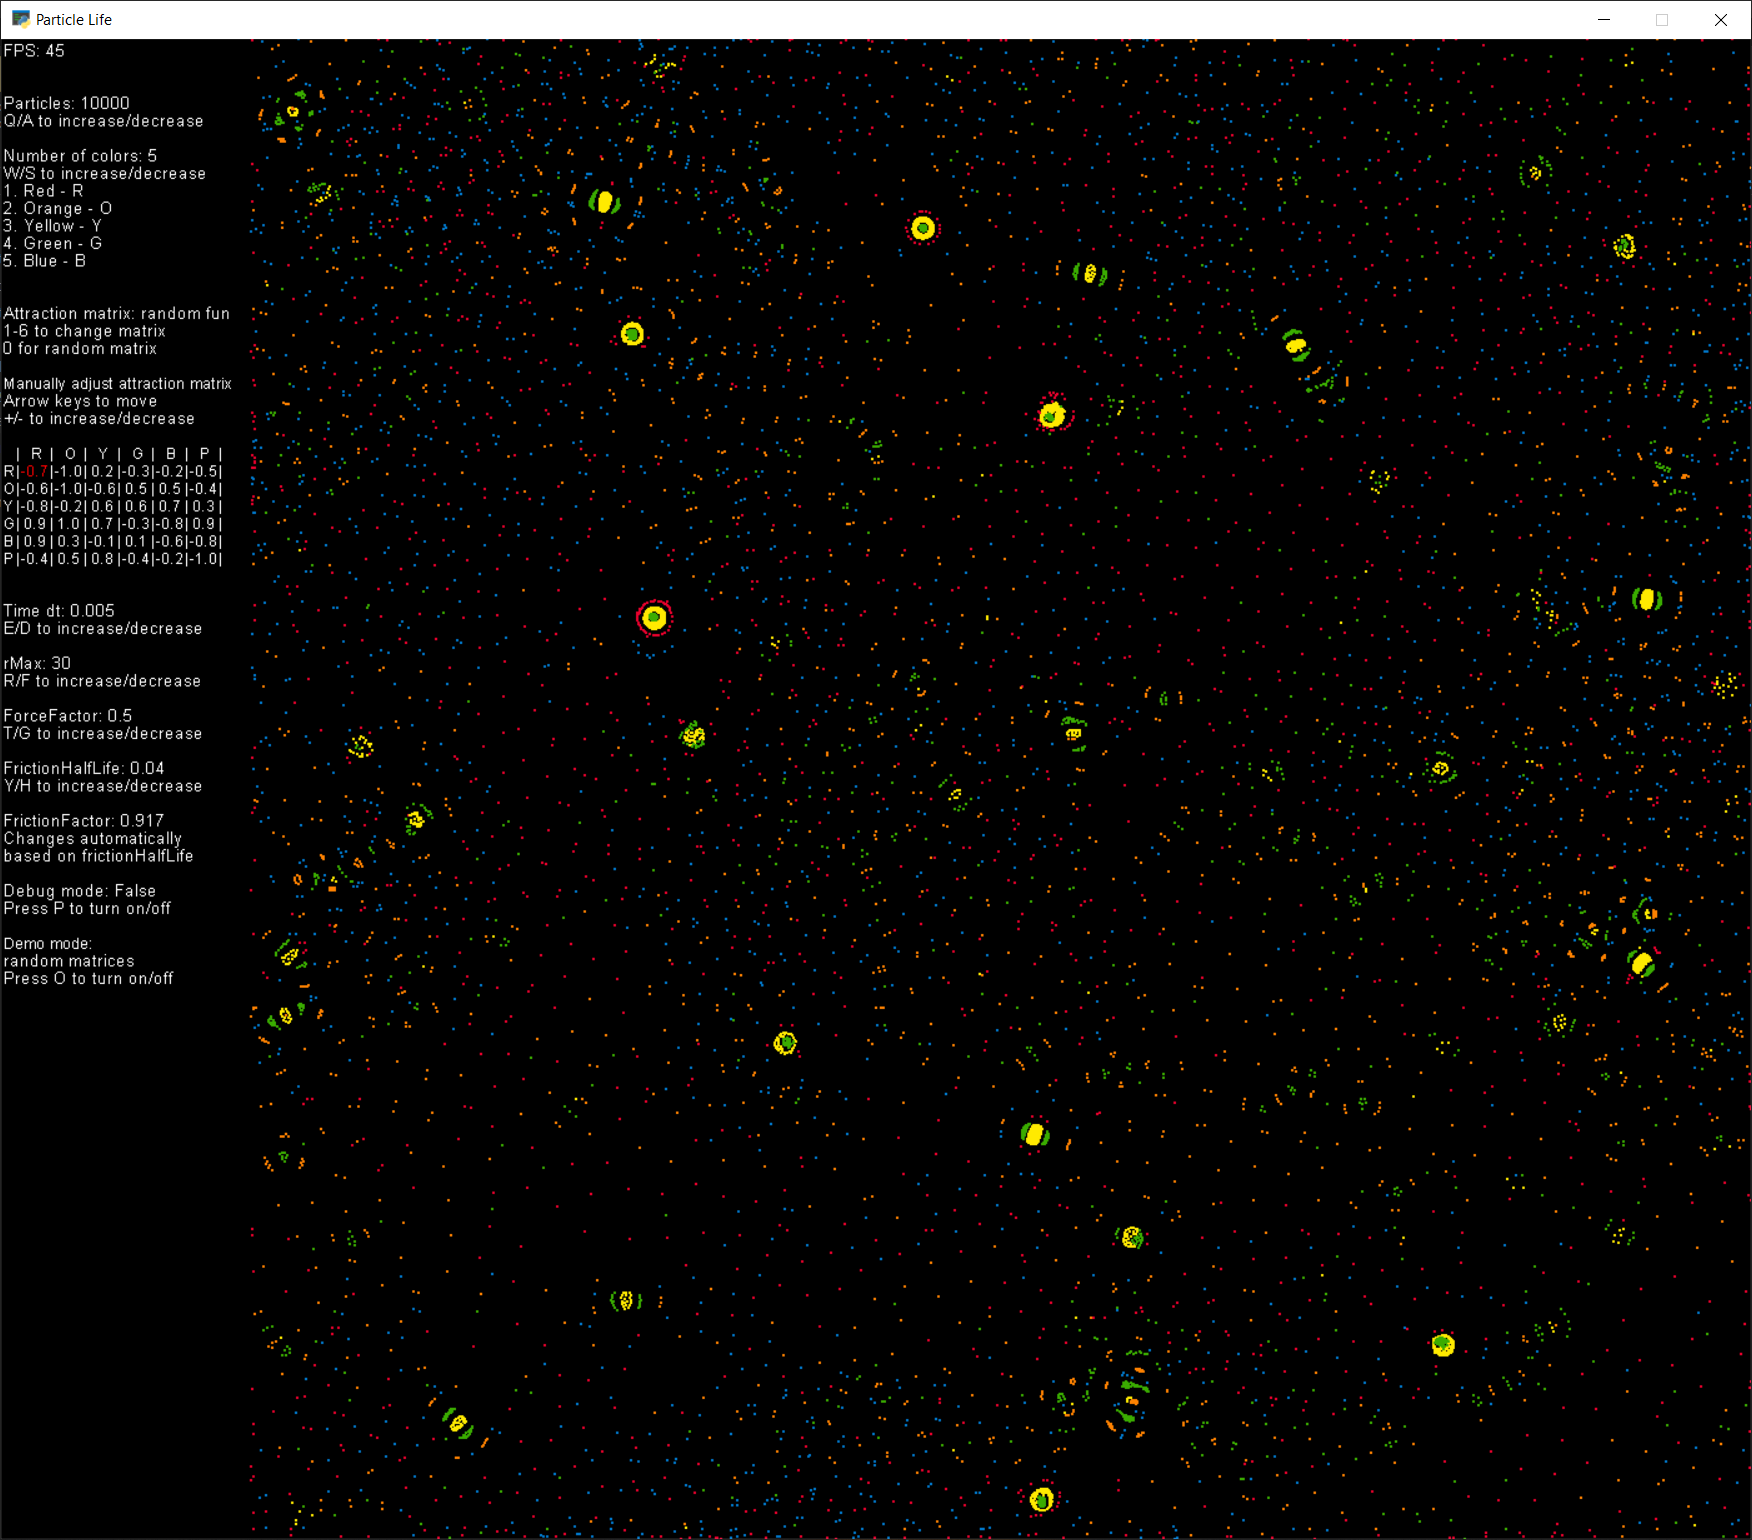 Particle Life
FPS: 45
Particles: 10000
Q/A to increase/decrease
Number of colors: 5
W/S to increase/decrease
1. Red - R
2. Orange - O
3. Yellow - Y
4. Green - G
5. Blue - B
Attraction matrix: random fun
1-6 to change matrix
0 for random matrix
Manually adjust attraction matrix
Arrow keys to move
+/- to increase/decrease
| R | O | Y | G | B | P |
R|-0.7|-1.0| 0.2 |-0.3|-0.2|-0.5|
O|-0.6|-1.0|-0.6| 0.5 | 0.5 |-0.4|
Y|-0.8|-0.2| 0.6 | 0.6 | 0.7 | 0.3 |
G| 0.9 | 1.0 | 0.7 |-0.3|-0.8| 0.9 |
B| 0.9 | 0.3 |-0.1| 0.1 |-0.6|-0.8|
P|-0.4| 0.5 | 0.8 |-0.4|-0.2|-1.0|
Time dt: 0.005
E/D to increase/decrease
rMax: 30
R/F to increase/decrease
ForceFactor: 0.5
T/G to increase/decrease
FrictionHalfLife: 0.04
Y/H to increase/decrease
FrictionFactor: 0.917
Changes automatically
based on frictionHalfLife
Debug mode: False
Press P to turn on/off
Demo mode:
random matrices
Press O to turn on/off